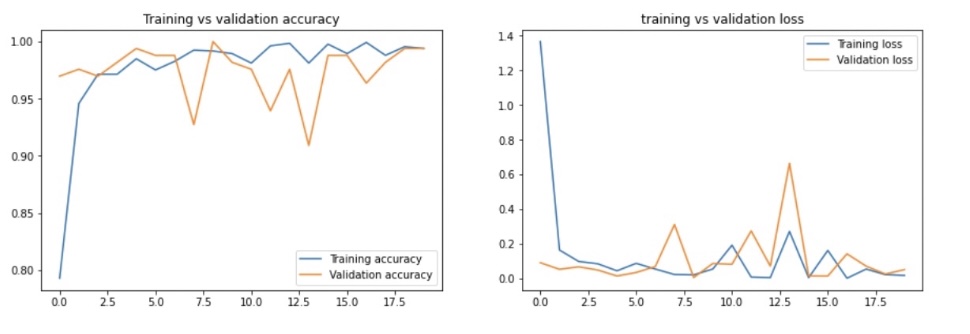 Training vs validation accuracy
1.00
0.95
0.90
0.85
0.80
Training accuracy
Validation accuracy
0.0 2.5 5.0 7.5 10.0 12.5 15.0 17.5
training vs validation loss
1.4
1.2
1.0
0.8
0.6
0.4
0.2
0.0
Training loss
Validation loss
0.0 2.5 5.0 7.5 10.0 12.5 15.0 17.5